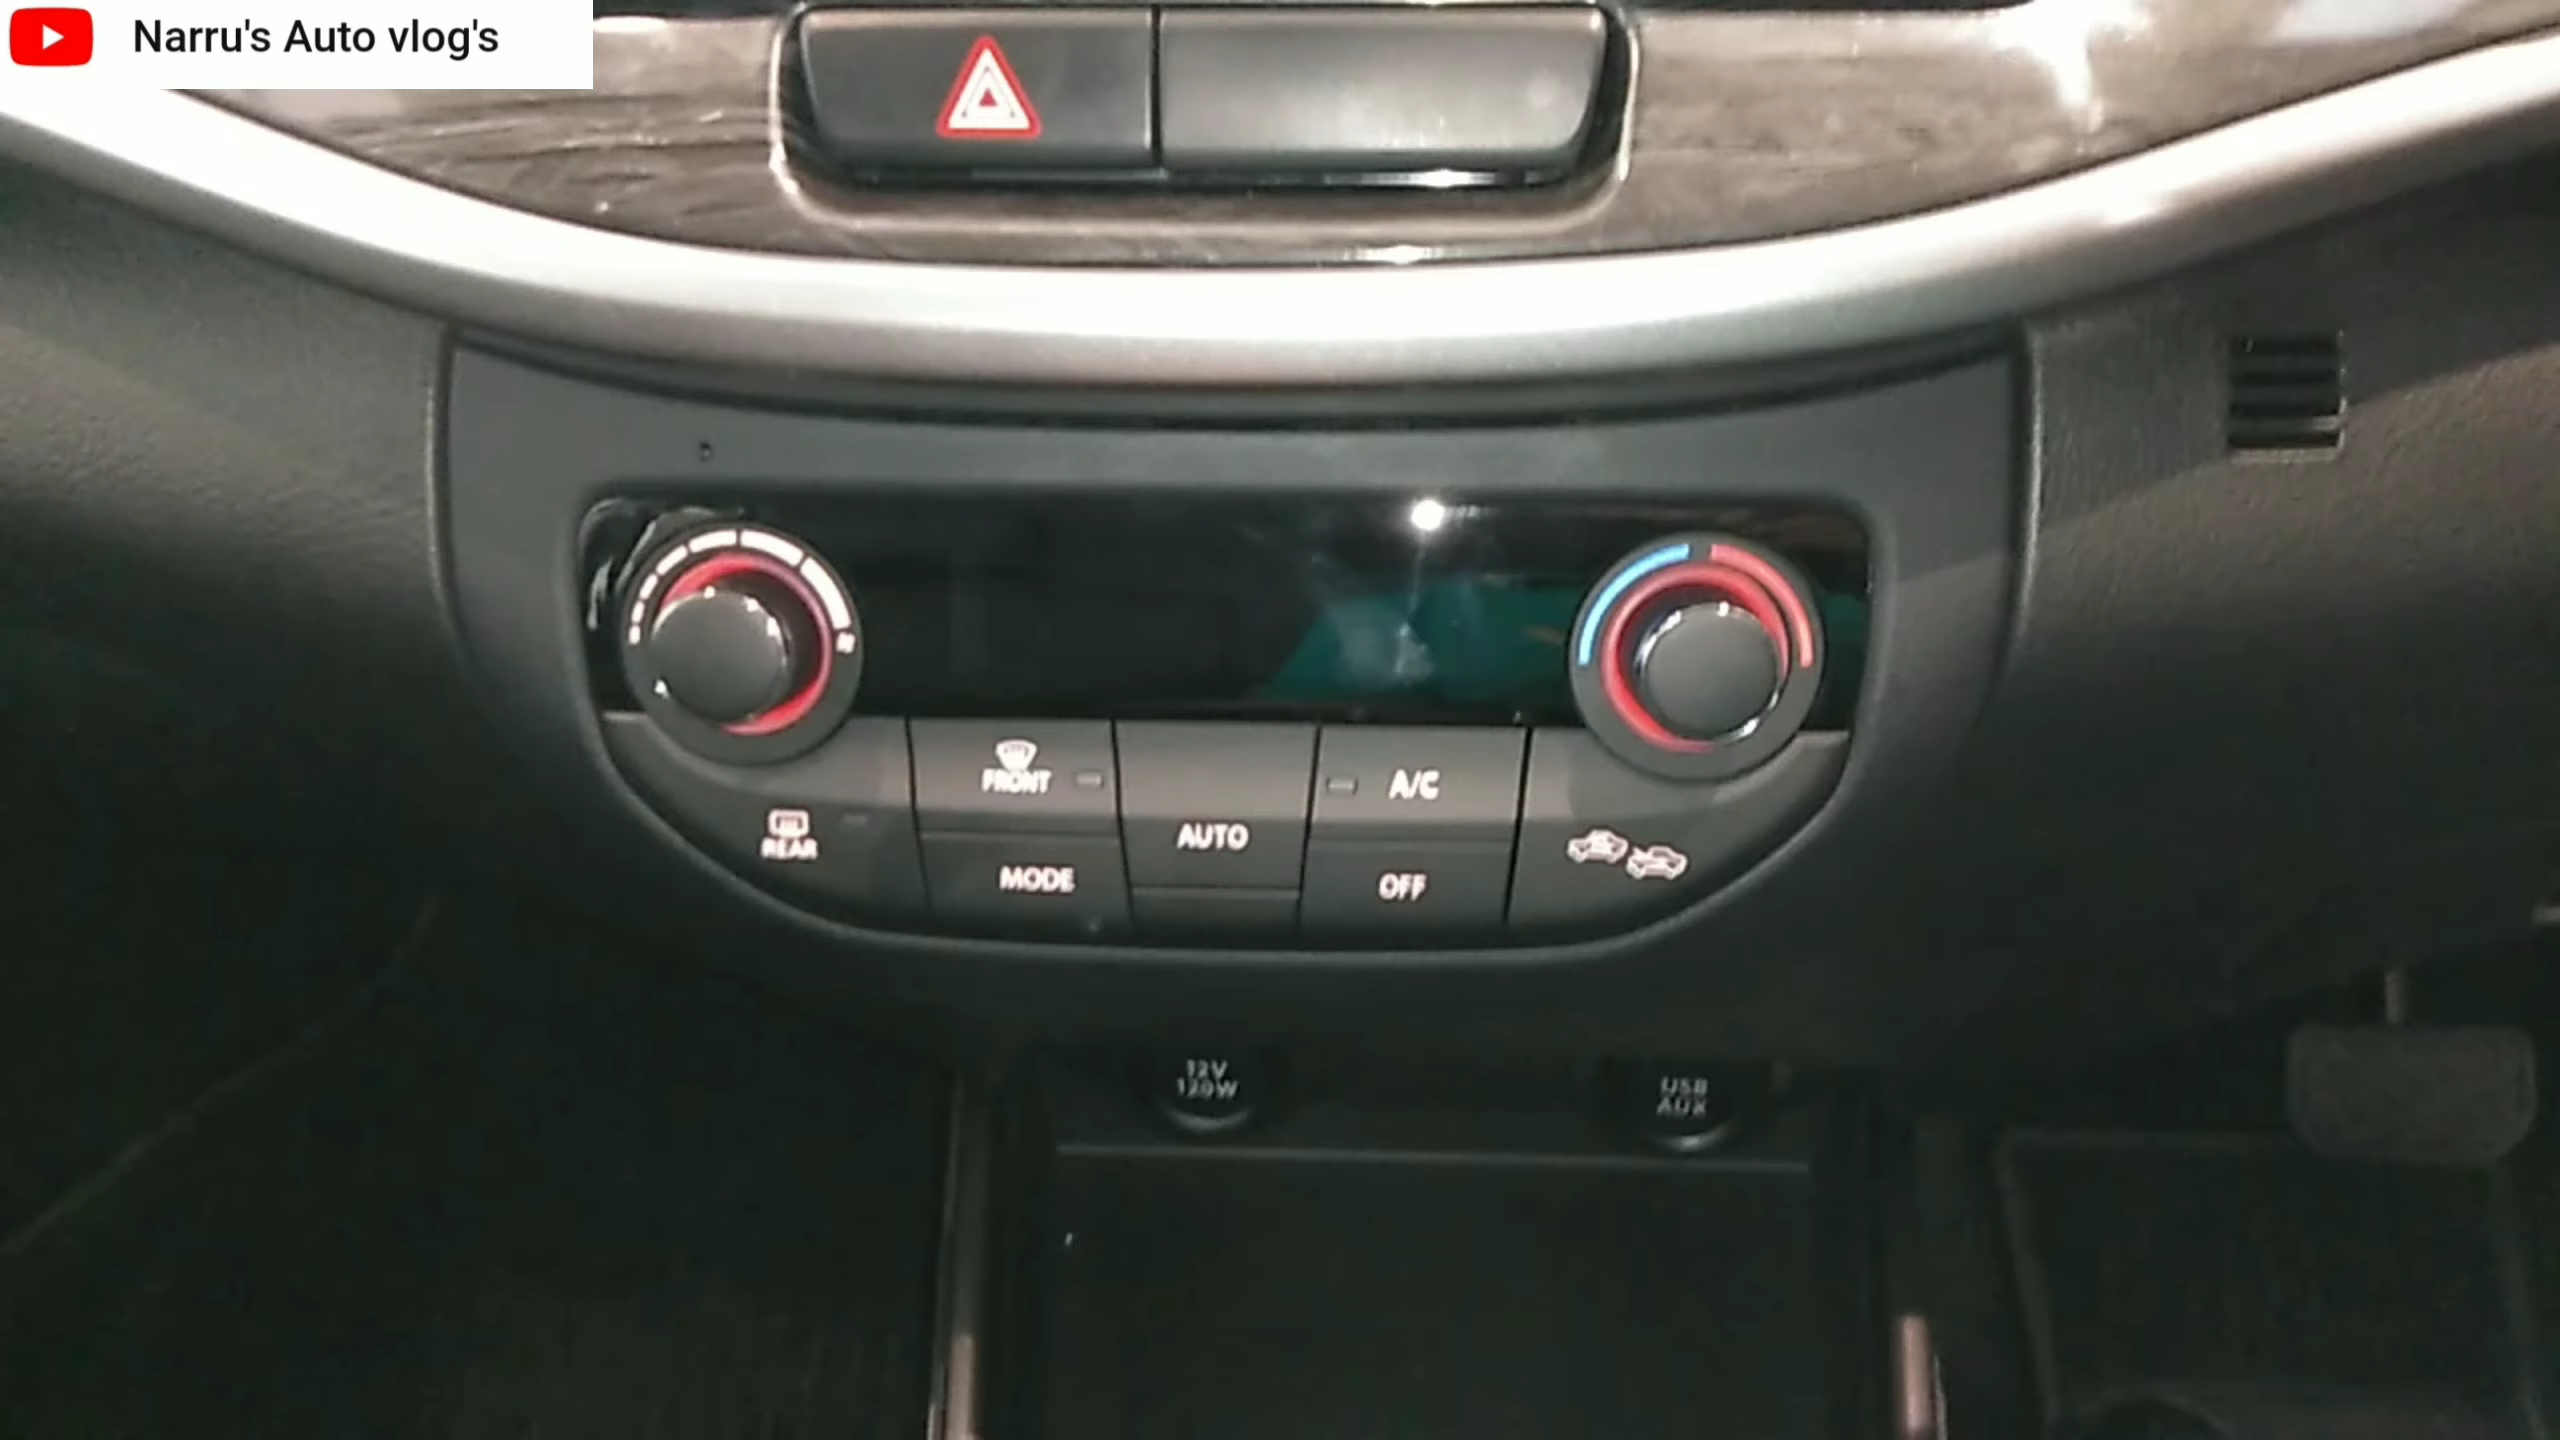 Narru's Auto vlog's
FRONT
A/C
REAR
AUTO
MODE
OFF
12V
120W
USB
AUX